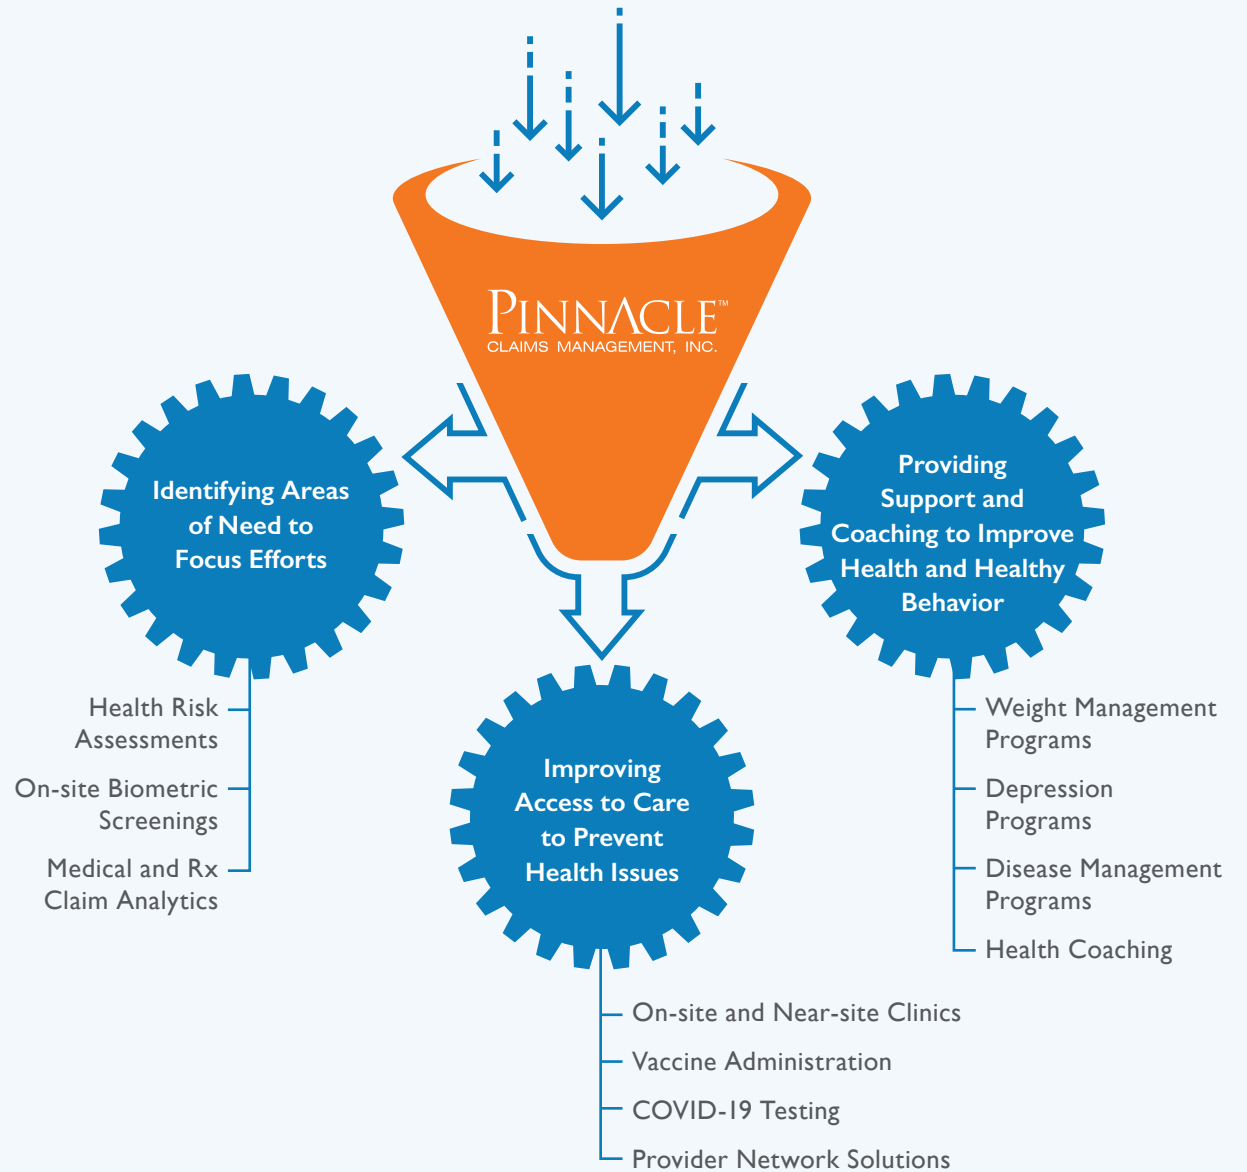 PINNACLE™
CLAIMS MANAGEMENT, INC.
Identifying Areas
of Need to
Focus Efforts
Health Risk
Assessments
On-site Biometric
Screenings
Medical and Rx
Claim Analytics
Improving
Access to Care
to Prevent
Health Issues
On-site and Near-site Clinics
Vaccine Administration
COVID-19 Testing
Provider Network Solutions
Providing
Support and
Coaching to Improve
Health and Healthy
Behavior
Weight Management
Programs
Depression
Programs
Disease Management
Programs
Health Coaching